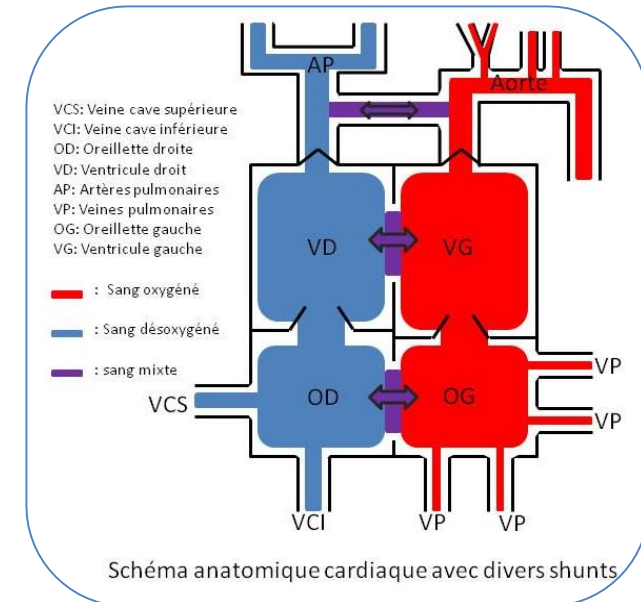 AP
Aorte
VCS: Veine cave supérieure
VCI: Veine cave inférieure
OD: Oreillette droite
VD: Ventricule droit
AP: Artères pulmonaires
VP: Veines pulmonaires
OG: Oreillette gauche
VG: Ventricule gauche
: Sang oxygéné
: Sang désoxygéné
: sang mixte
VD
VG
VP
OD
OG
VCS
VP
VCI
VP
VP
Schéma anatomique cardiaque avec divers shunts